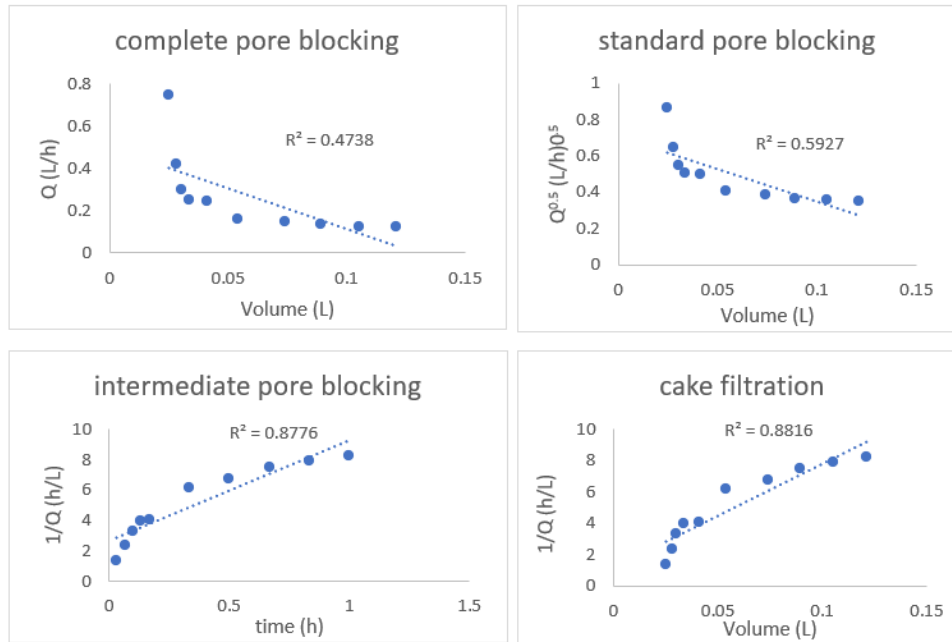 complete pore blocking
Q (L/h)
0.8
0.6
0.4
0.2
0
R² = 0.4738
0
0.05
0.1
0.15
Volume (L)
standard pore blocking
Q^0.5 (L/h)0.5
1
0.8
0.6
0.4
0.2
0
R² = 0.5927
0
0.05
0.1
0.15
Volume (L)
intermediate pore blocking
1/Q (h/L)
10
8
6
4
2
0
R² = 0.8776
0
0.5
1
1.5
time (h)
cake filtration
1/Q (h/L)
10
8
6
4
2
0
R² = 0.8816
0
0.05
0.1
0.15
Volume (L)